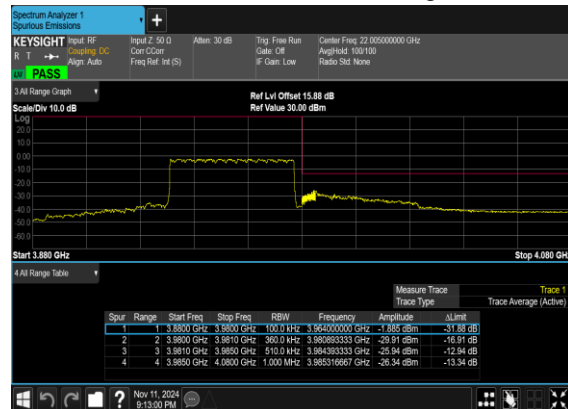 Spectrum Analyzer 1
Spurious Emissions
+
KEYSIGHT Input: RF Input Z: 50 Ω Atten: 30 dB Trig: Free Run Center Freq: 22.005000000 GHz
R T Coupling: DC Corr CCorr Gate: Off Avg|Hold: 100/100
Align: Auto Freq Ref: Int (S) IF Gain: Low Radio Std: None
PASS
3 All Range Graph Ref Lvl Offset 15.88 dB
Scale/Div 10.0 dB Ref Value 30.00 dBm
Log
20.0
10.0
0.00
-10.0
-20.0
-30.0
-40.0
-50.0
-60.0
Start 3.880 GHz Stop 4.080 GH
4 All Range Table
Measure Trace Trace 1
Trace Type Trace Average (Active)
Spur Range Start Freq Stop Freq RBW Frequency Amplitude ΔLimit
1 1 3.8800 GHz 3.9800 GHz 100.0 kHz 3.964000000 GHz -1.885 dBm -31.88 dB
2 2 3.9800 GHz 3.9810 GHz 360.0 kHz 3.980893333 GHz -29.91 dBm -16.91 dB
3 3 3.9810 GHz 3.9850 GHz 510.0 kHz 3.984393333 GHz -25.94 dBm -12.94 dB
4 4 3.9850 GHz 4.0800 GHz 1.000 MHz 3.985316667 GHz -26.34 dBm -13.34 dB
?
Nov 11, 2024
9:13:00 PM